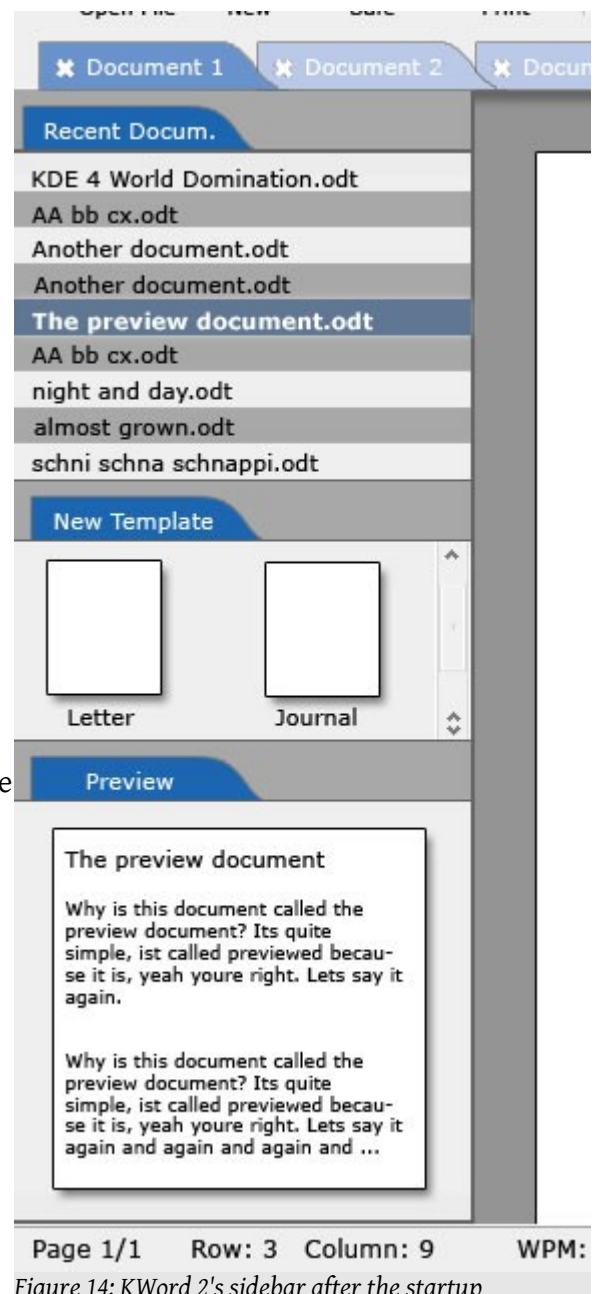 Open File New Safe Print
Document 1 Document 2 Docum
Recent Docum.
KDE 4 World Domination.odt
AA bb cx.odt
Another document.odt
Another document.odt
The preview document.odt
AA bb cx.odt
night and day.odt
almost grown.odt
schni schna schnappi.odt
New Template
Letter Journal
e
Preview
The preview document
Why is this document called the
preview document? Its quite
simple, ist called previewed becau-
se it is, yeah youre right. Lets say it
again.
Why is this document called the
preview document? Its quite
simple, ist called previewed becau-
se it is, yeah youre right. Lets say it
again and again and again and ...
Page 1/1 Row: 3 Column: 9 WPM:
Figure 14: KWord 2's sidebar after the startup